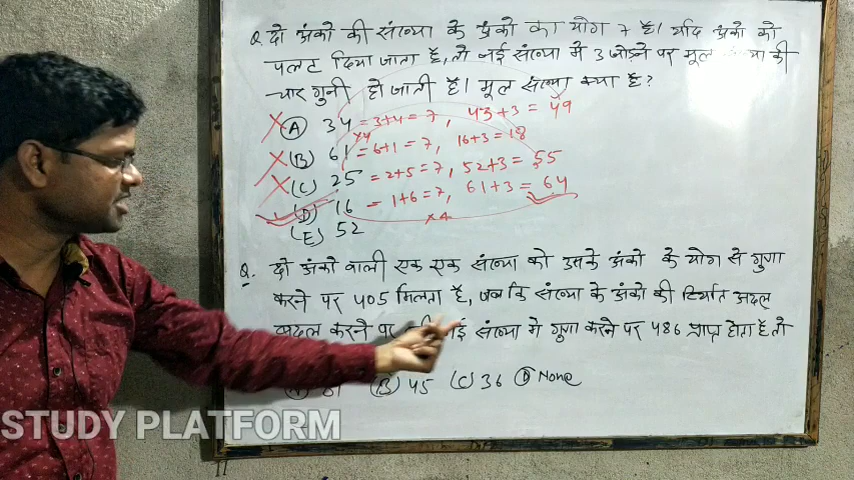 Q. दो अंको की संख्या के अंको का योग 7 है। यदि अंको को
पलट दिया जाता है, तो नई संख्या में 3 जोड़ने पर मूल की
चार गुनी हो जाती है। मूल संख्या क्या है?
(A) 34 = 3+4 = 7, 43+3 = 49
×4
(B) 61 = 6+1 = 7, 16+3 = 18
(C) 25 = 2+5 = 7, 52+3 = 55
(D) 16 = 1+6 = 7, 61+3 = 64
×4
(E) 52
Q. दो अंको वाली एक एक संख्या को उसके अंको के योग से गुणा
करने पर 405 मिलता है, जब कि संख्या के अंको की स्थिति अदल
बदल करने पर संख्या में गुणा करने पर 486 प्राप्त होता है तो
(B) 45 (C) 36 (D) None
STUDY PLATFORM